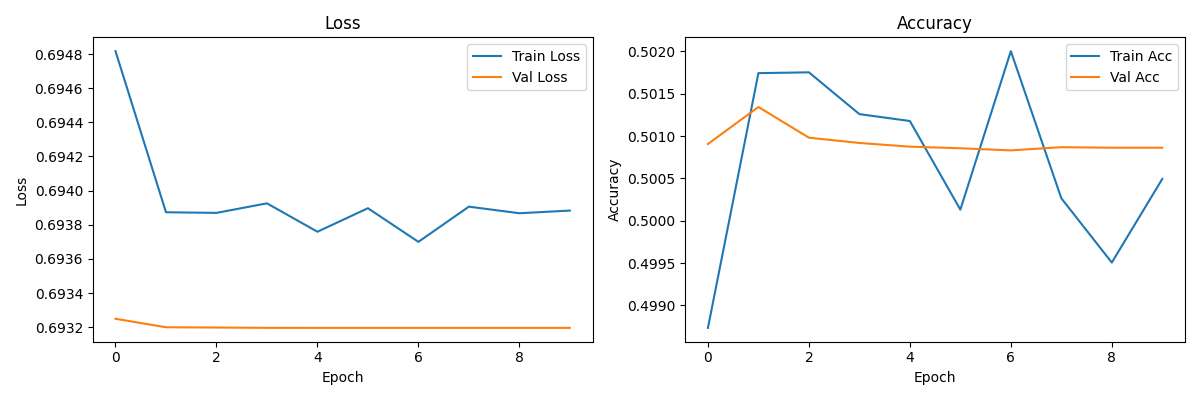 Loss
Train Loss
Val Loss
0.6948
0.6946
0.6944
0.6942
0.6940
0.6938
0.6936
0.6934
0.6932
Loss
0 2 4 6 8
Epoch
Accuracy
Train Acc
Val Acc
0.5020
0.5015
0.5010
0.5005
0.5000
0.4995
0.4990
Accuracy
0 2 4 6 8
Epoch